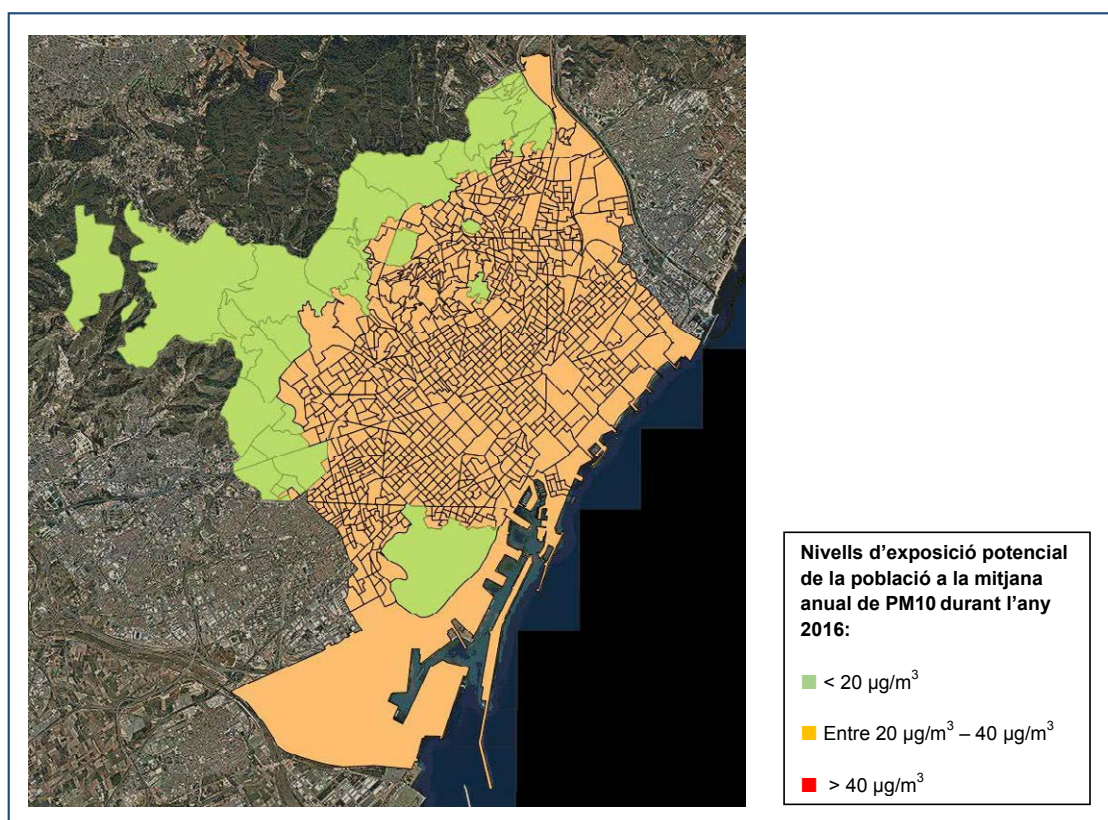 Nivells d’exposició potencial
de la població a la mitjana
anual de PM10 durant l’any
2016:
< 20 µg/m³
Entre 20 µg/m³ – 40 µg/m³
> 40 µg/m³